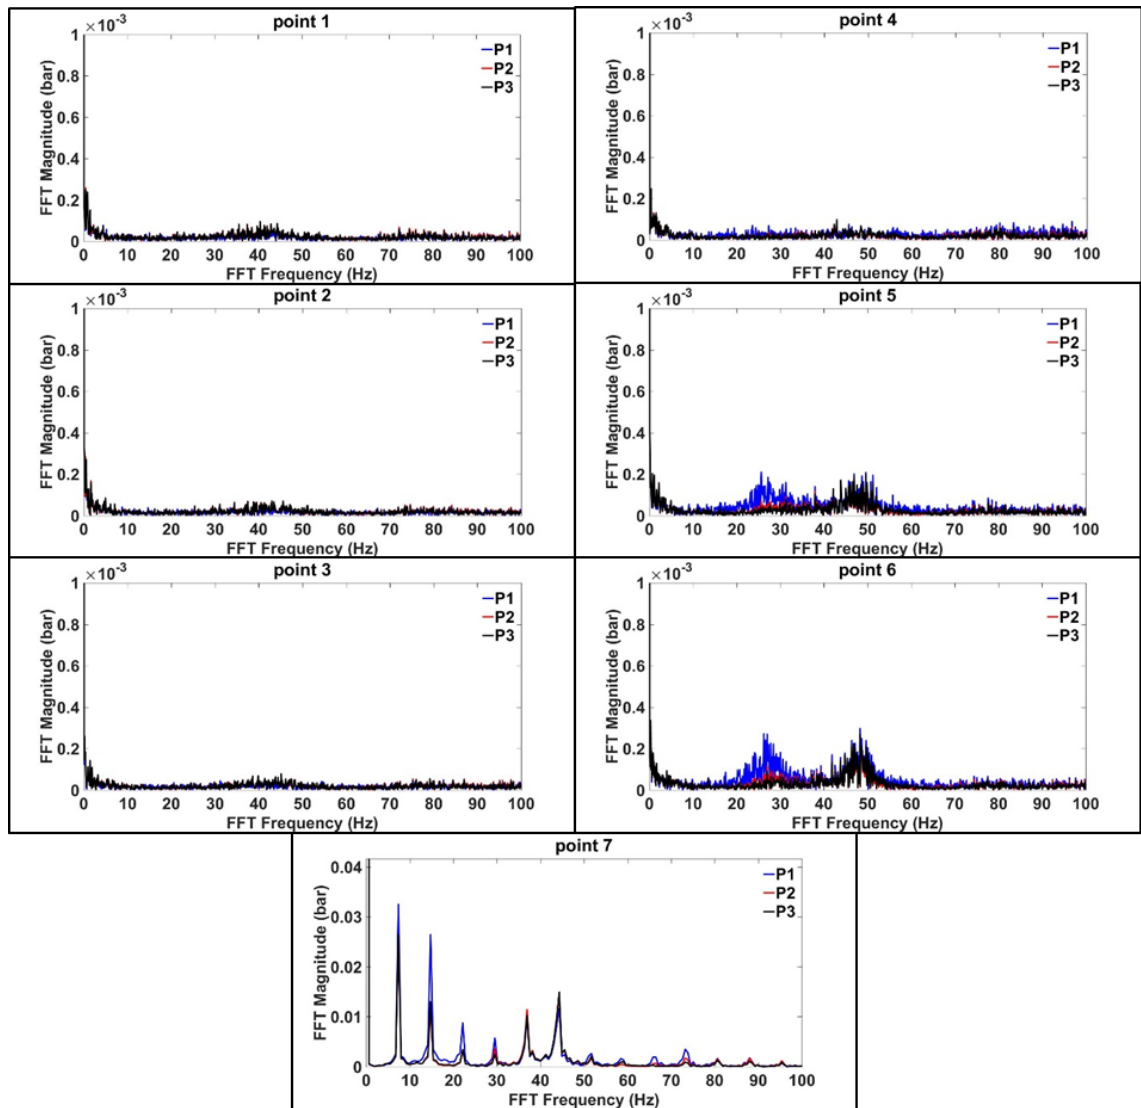 point 1
×10⁻³
1
0.8
0.6
0.4
0.2
0
FFT Magnitude (bar)
P1
P2
P3
0 10 20 30 40 50 60 70 80 90 100
FFT Frequency (Hz)
point 4
×10⁻³
1
0.8
0.6
0.4
0.2
0
FFT Magnitude (bar)
P1
P2
P3
0 10 20 30 40 50 60 70 80 90 100
FFT Frequency (Hz)
point 2
×10⁻³
1
0.8
0.6
0.4
0.2
0
FFT Magnitude (bar)
P1
P2
P3
0 10 20 30 40 50 60 70 80 90 100
FFT Frequency (Hz)
point 5
×10⁻³
1
0.8
0.6
0.4
0.2
0
FFT Magnitude (bar)
P1
P2
P3
0 10 20 30 40 50 60 70 80 90 100
FFT Frequency (Hz)
point 3
×10⁻³
1
0.8
0.6
0.4
0.2
0
FFT Magnitude (bar)
P1
P2
P3
0 10 20 30 40 50 60 70 80 90 100
FFT Frequency (Hz)
point 6
×10⁻³
1
0.8
0.6
0.4
0.2
0
FFT Magnitude (bar)
P1
P2
P3
0 10 20 30 40 50 60 70 80 90 100
FFT Frequency (Hz)
point 7
0.04
0.03
0.02
0.01
0
FFT Magnitude (bar)
P1
P2
P3
0 10 20 30 40 50 60 70 80 90 100
FFT Frequency (Hz)